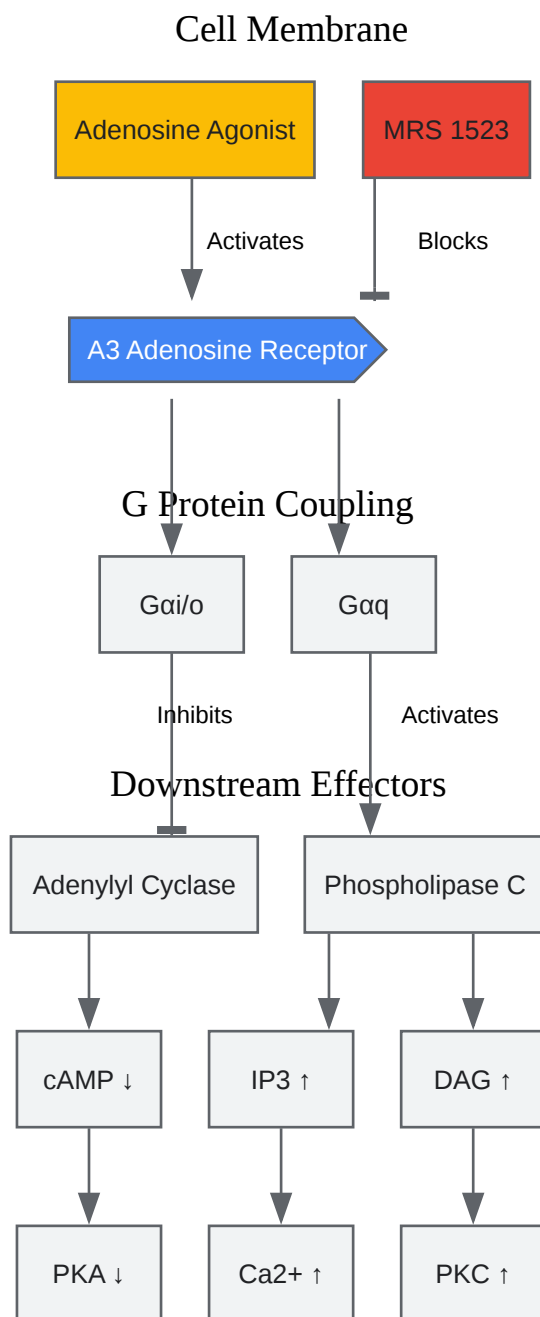 Cell Membrane
Adenosine Agonist
MRS 1523
Activates
Blocks
A3 Adenosine Receptor
G Protein Coupling
Gαi/o
Gαq
Inhibits
Activates
Downstream Effectors
Adenylyl Cyclase
Phospholipase C
cAMP ↓
IP3 ↑
DAG ↑
PKA ↓
Ca2+ ↑
PKC ↑